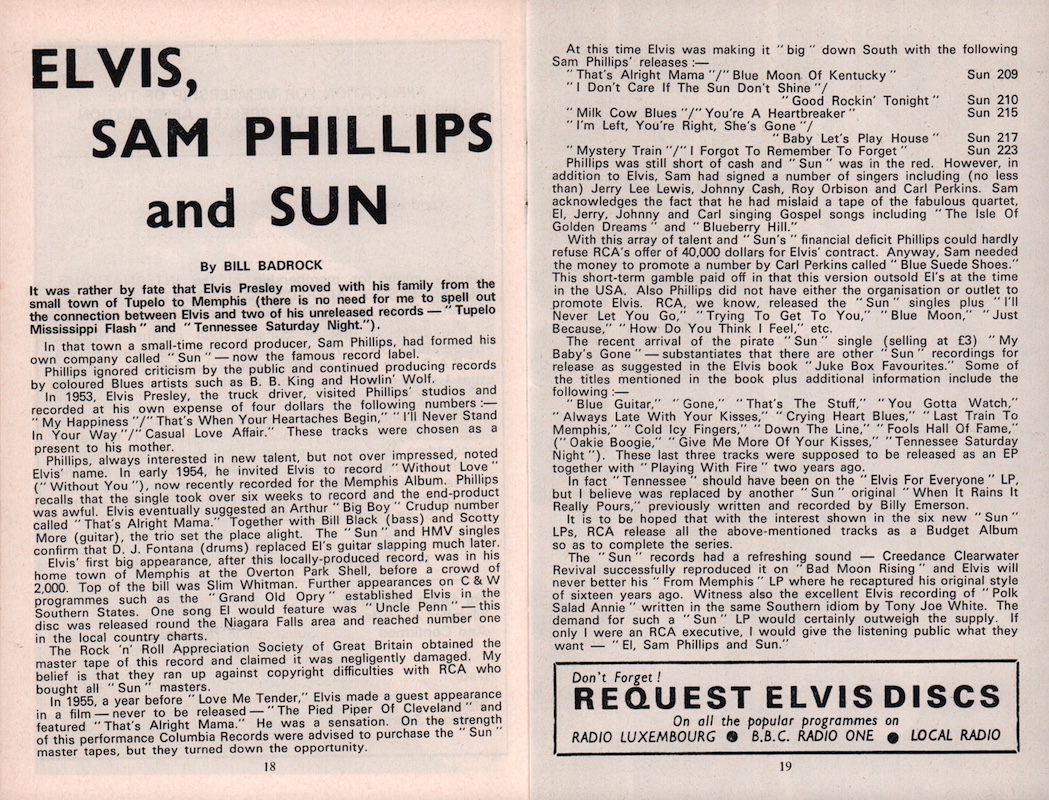 ELVIS,
SAM PHILLIPS
and SUN
By BILL BADROCK
It was rather by fate that Elvis Presley moved with his family from the
small town of Tupelo to Memphis (there is no need for me to spell out
the connection between Elvis and two of his unreleased records — "Tupelo
Mississippi Flash" and "Tennessee Saturday Night.").
In that town a small-time record producer, Sam Phillips, had formed his
own company called "Sun" — now the famous record label.
Phillips ignored criticism by the public and continued producing records
by coloured Blues artists such as B. B. King and Howlin' Wolf.
In 1953, Elvis Presley, the truck driver, visited Phillips' studios and
recorded at his own expense of four dollars the following numbers :—
"My Happiness"/"That's When Your Heartaches Begin," "I'll Never Stand
In Your Way"/"Casual Love Affair." These tracks were chosen as a
present to his mother.
Phillips, always interested in new talent, but not over impressed, noted
Elvis' name. In early 1954, he invited Elvis to record "Without Love"
("Without You"), now recently recorded for the Memphis Album. Phillips
recalls that the single took over six weeks to record and the end-product
was awful. Elvis eventually suggested an Arthur "Big Boy" Crudup number
called "That's Alright Mama." Together with Bill Black (bass) and Scotty
More (guitar), the trio set the place alight. The "Sun" and HMV singles
confirm that D. J. Fontana (drums) replaced El's guitar slapping much later.
Elvis' first big appearance, after this locally-produced record, was in his
home town of Memphis at the Overton Park Shell, before a crowd of
2,000. Top of the bill was Slim Whitman. Further appearances on C & W
programmes such as the "Grand Old Opry" established Elvis in the
Southern States. One song El would feature was "Uncle Penn" — this
disc was released round the Niagara Falls area and reached number one
in the local country charts.
The Rock 'n' Roll Appreciation Society of Great Britain obtained the
master tape of this record and claimed it was negligently damaged. My
belief is that they ran up against copyright difficulties with RCA who
bought all "Sun" masters.
In 1955, a year before "Love Me Tender," Elvis made a guest appearance
in a film — never to be released — "The Pied Piper Of Cleveland" and
featured "That's Alright Mama." He was a sensation. On the strength
of this performance Columbia Records were advised to purchase the "Sun"
master tapes, but they turned down the opportunity.
18
At this time Elvis was making it "big" down South with the following
Sam Phillips' releases :—
"That's Alright Mama"/"Blue Moon Of Kentucky" Sun 209
"I Don't Care If The Sun Don't Shine"/
"Good Rockin' Tonight" Sun 210
"Milk Cow Blues"/"You're A Heartbreaker" Sun 215
"I'm Left, You're Right, She's Gone"/
"Baby Let's Play House" Sun 217
"Mystery Train"/"I Forgot To Remember To Forget" Sun 223
Phillips was still short of cash and "Sun" was in the red. However, in
addition to Elvis, Sam had signed a number of singers including (no less
than) Jerry Lee Lewis, Johnny Cash, Roy Orbison and Carl Perkins. Sam
acknowledges the fact that he had mislaid a tape of the fabulous quartet,
El, Jerry, Johnny and Carl singing Gospel songs including "The Isle Of
Golden Dreams" and "Blueberry Hill."
With this array of talent and "Sun's" financial deficit Phillips could hardly
refuse RCA's offer of 40,000 dollars for Elvis' contract. Anyway, Sam needed
the money to promote a number by Carl Perkins called "Blue Suede Shoes."
This short-term gamble paid off in that this version outsold El's at the time
in the USA. Also Phillips did not have either the organisation or outlet to
promote Elvis. RCA, we know, released the "Sun" singles plus "I'll
Never Let You Go," "Trying To Get To You," "Blue Moon," "Just
Because," "How Do You Think I Feel," etc.
The recent arrival of the pirate "Sun" single (selling at £3) "My
Baby's Gone" — substantiates that there are other "Sun" recordings for
release as suggested in the Elvis book "Juke Box Favourites." Some of
the titles mentioned in the book plus additional information include the
following :—
"Blue Guitar," "Gone," "That's The Stuff," "You Gotta Watch,"
"Always Late With Your Kisses," "Crying Heart Blues," "Last Train To
Memphis," "Cold Icy Fingers," "Down The Line," "Fools Hall Of Fame,"
("Oakie Boogie," "Give Me More Of Your Kisses," "Tennessee Saturday
Night"). These last three tracks were supposed to be released as an EP
together with "Playing With Fire" two years ago.
In fact "Tennessee" should have been on the "Elvis For Everyone" LP,
but I believe was replaced by another "Sun" original "When It Rains It
Really Pours," previously written and recorded by Billy Emerson.
It is to be hoped that with the interest shown in the six new "Sun"
LPs, RCA release all the above-mentioned tracks as a Budget Album
so as to complete the series.
The "Sun" records had a refreshing sound — Creedance Clearwater
Revival successfully reproduced it on "Bad Moon Rising" and Elvis will
never better his "From Memphis" LP where he recaptured his original style
of sixteen years ago. Witness also the excellent Elvis recording of "Polk
Salad Annie" written in the same Southern idiom by Tony Joe White. The
demand for such a "Sun" LP would certainly outweigh the supply. If
only I were an RCA executive, I would give the listening public what they
want — "El, Sam Phillips and Sun."
Don't Forget!
REQUEST ELVIS DISCS
On all the popular programmes on
RADIO LUXEMBOURG ● B.B.C. RADIO ONE ● LOCAL RADIO
19